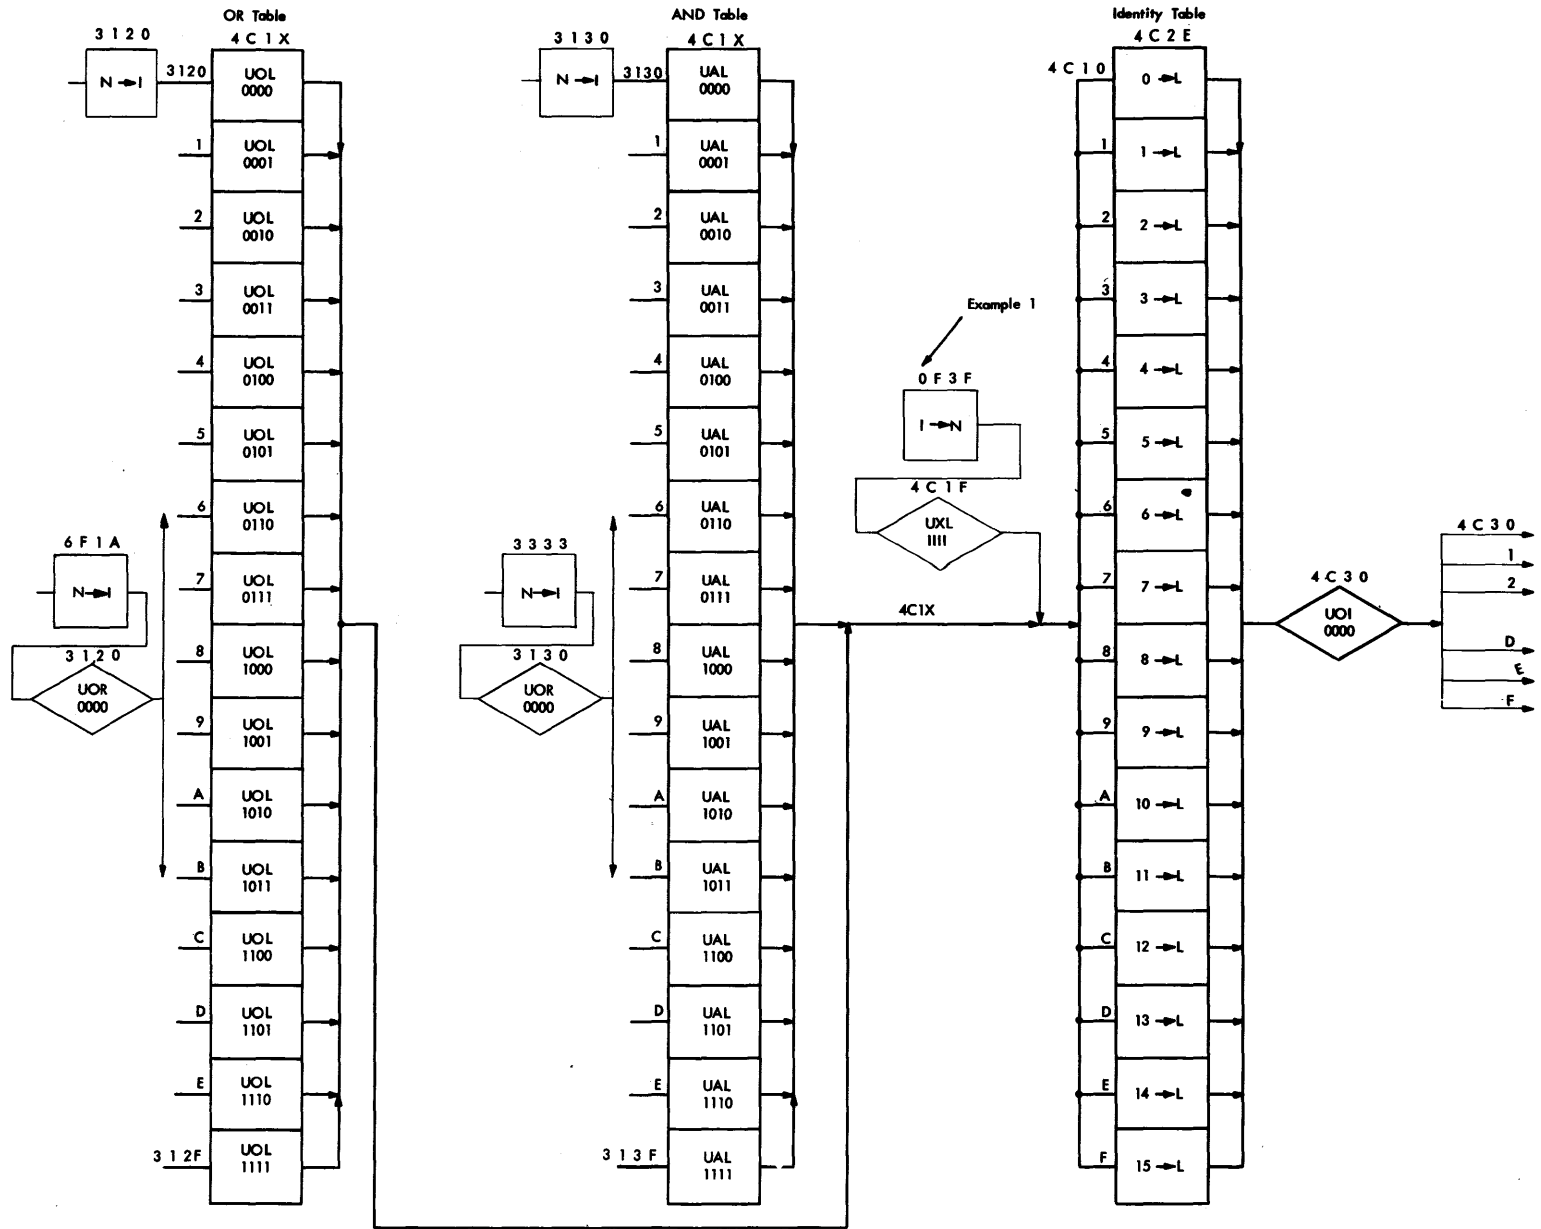 OR Table
4 C 1 X
3 1 2 0
N → I
3120
UOL
0000
1
UOL
0001
2
UOL
0010
3
UOL
0011
4
UOL
0100
5
UOL
0101
6
UOL
0110
7
UOL
0111
8
UOL
1000
9
UOL
1001
A
UOL
1010
B
UOL
1011
C
UOL
1100
D
UOL
1101
E
UOL
1110
3 1 2F
UOL
1111
6 F 1 A
N → I
3 1 2 0
UOR
0000
AND Table
4 C 1 X
3 1 3 0
N → I
3130
UAL
0000
1
UAL
0001
2
UAL
0010
3
UAL
0011
4
UAL
0100
5
UAL
0101
6
UAL
0110
7
UAL
0111
8
UAL
1000
9
UAL
1001
A
UAL
1010
B
UAL
1011
C
UAL
1100
D
UAL
1101
E
UAL
1110
3 1 3 F
UAL
1111
3 3 3 3
N → I
3 1 3 0
UOR
0000
Example 1
0 F 3 F
I → N
4 C 1 F
UXL
1111
4C1X
Identity Table
4 C 2 E
4 C 1 0
0 → L
1
1 → L
2
2 → L
3
3 → L
4
4 → L
5
5 → L
6
6 → L
7
7 → L
8
8 → L
9
9 → L
A
10 → L
B
11 → L
C
12 → L
D
13 → L
E
14 → L
F
15 → L
4 C 3 0
UOI
0000
4 C 3 0
1
2
D
E
F